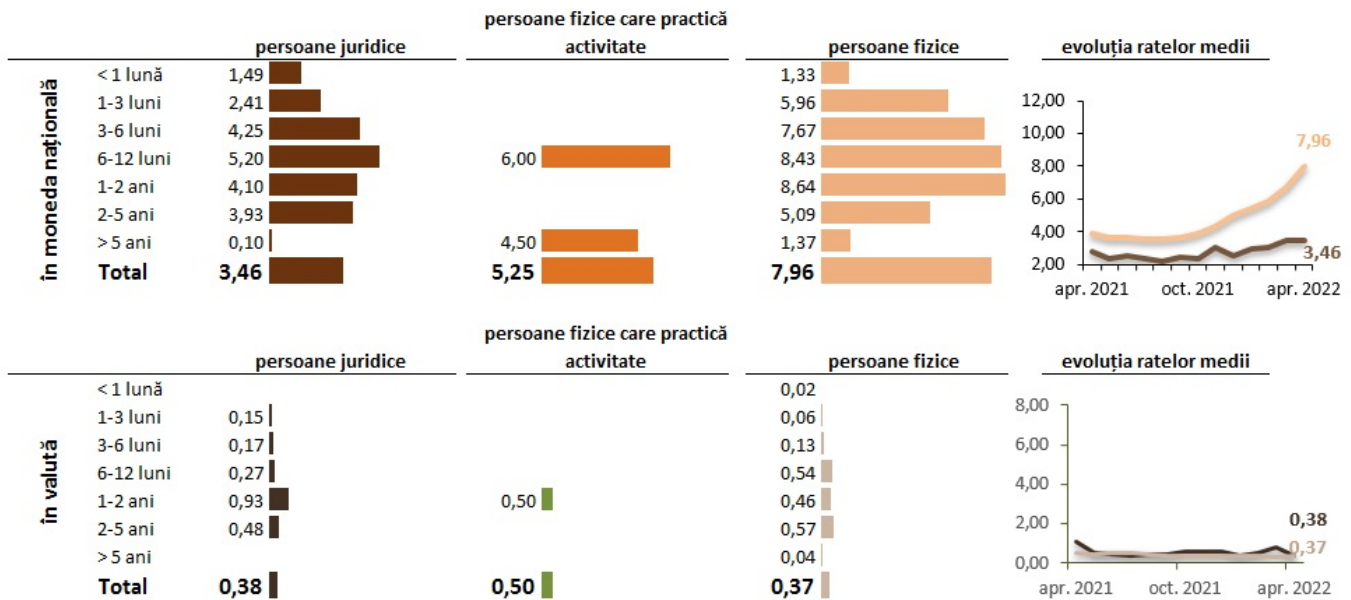 persoane fizice care practică
persoane juridice activitate persoane fizice evoluția ratelor medii
în moneda națională
< 1 lună 1,49 1,33
1-3 luni 2,41 5,96
3-6 luni 4,25 7,67
6-12 luni 5,20 6,00 8,43
1-2 ani 4,10 8,64
2-5 ani 3,93 5,09
> 5 ani 0,10 4,50 1,37
Total 3,46 5,25 7,96
12,00
10,00
7,96
8,00
6,00
4,00
3,46
2,00
apr. 2021 oct. 2021 apr. 2022
persoane fizice care practică
persoane juridice activitate persoane fizice evoluția ratelor medii
în valută
< 1 lună 0,02
1-3 luni 0,15 0,06
3-6 luni 0,17 0,13
6-12 luni 0,27 0,54
1-2 ani 0,93 0,50 0,46
2-5 ani 0,48 0,57
> 5 ani 0,04
Total 0,38 0,50 0,37
8,00
6,00
4,00
2,00
0,38
0,37
0,00
apr. 2021 oct. 2021 apr. 2022